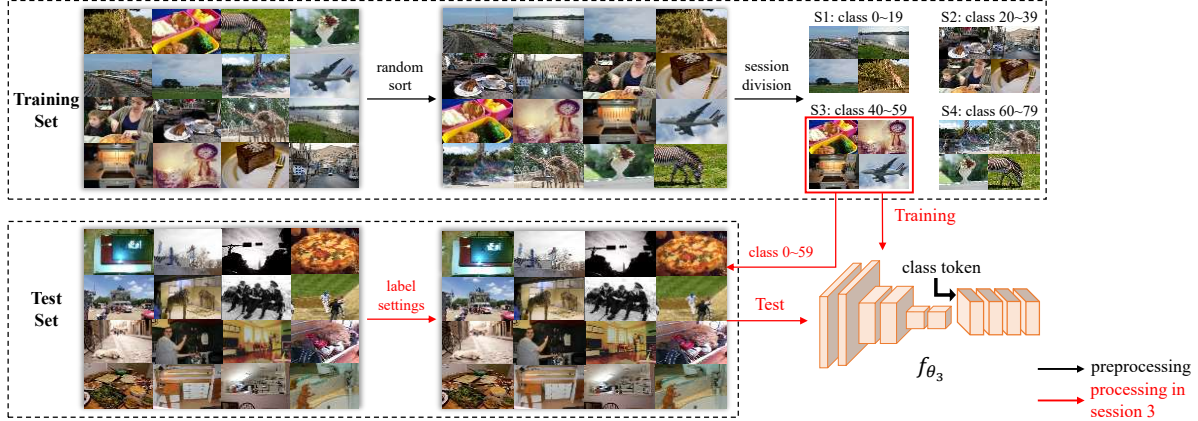 Training
Set
random
sort
session
division
S1: class 0~19
S2: class 20~39
S3: class 40~59
S4: class 60~79
Training
class 0~59
Test
Set
label
settings
Test
class token
f_{θ_3}
preprocessing
processing in
session 3